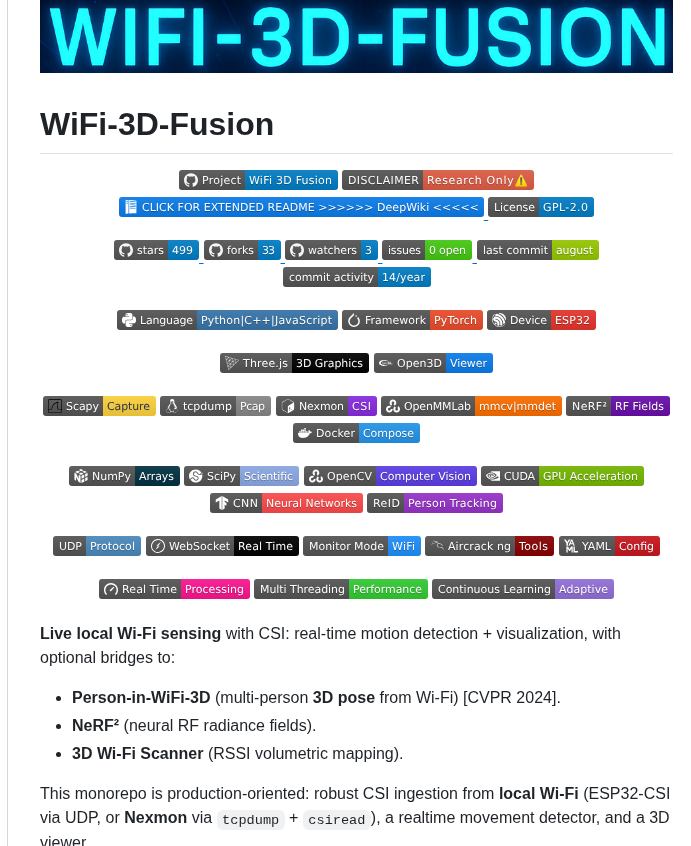 WIFI-3D-FUSION
WiFi-3D-Fusion
Project WiFi 3D Fusion DISCLAIMER Research Only⚠️
CLICK FOR EXTENDED README >>>>>> DeepWiki <<<<< License GPL-2.0
stars 499 forks 33 watchers 3 issues 0 open last commit august
commit activity 14/year
Language Python|C++|JavaScript Framework PyTorch Device ESP32
Three.js 3D Graphics Open3D Viewer
Scapy Capture tcpdump Pcap Nexmon CSI OpenMMLab mmcv|mmdet NeRF² RF Fields
Docker Compose
NumPy Arrays SciPy Scientific OpenCV Computer Vision CUDA GPU Acceleration
CNN Neural Networks ReID Person Tracking
UDP Protocol WebSocket Real Time Monitor Mode WiFi Aircrack ng Tools YAML Config
Real Time Processing Multi Threading Performance Continuous Learning Adaptive
Live local Wi-Fi sensing with CSI: real-time motion detection + visualization, with
optional bridges to:
• Person-in-WiFi-3D (multi-person 3D pose from Wi-Fi) [CVPR 2024].
• NeRF² (neural RF radiance fields).
• 3D Wi-Fi Scanner (RSSI volumetric mapping).
This monorepo is production-oriented: robust CSI ingestion from local Wi-Fi (ESP32-CSI
via UDP, or Nexmon via tcpdump + csiread), a realtime movement detector, and a 3D
viewer.